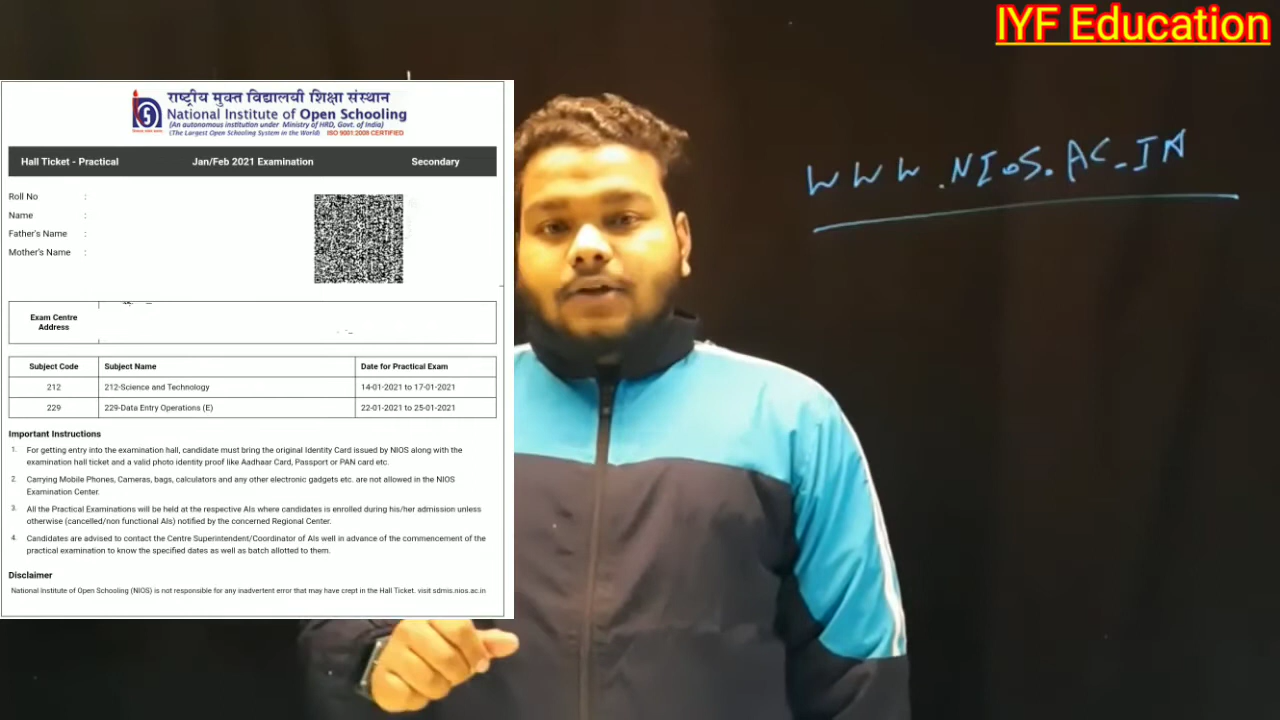 IYF Education
राष्ट्रीय मुक्त विद्यालयी शिक्षा संस्थान
National Institute of Open Schooling
(An autonomous institution under Ministry of HRD, Govt. of India)
(The Largest Open Schooling System in the World) ISO 9001:2008 CERTIFIED
Hall Ticket - Practical Jan/Feb 2021 Examination Secondary
Roll No :
Name :
Father's Name :
Mother's Name :
Exam Centre
Address
Subject Code Subject Name Date for Practical Exam
212 212-Science and Technology 14-01-2021 to 17-01-2021
229 229-Data Entry Operations (E) 22-01-2021 to 25-01-2021
Important Instructions
1. For getting entry into the examination hall, candidate must bring the original Identity Card issued by NIOS along with the
examination hall ticket and a valid photo identity proof like Aadhaar Card, Passport or PAN card etc.
2. Carrying Mobile Phones, Cameras, bags, calculators and any other electronic gadgets etc. are not allowed in the NIOS
Examination Center.
3. All the Practical Examinations will be held at the respective AIs where candidates is enrolled during his/her admission unless
otherwise (cancelled/non functional AIs) notified by the concerned Regional Center.
4. Candidates are advised to contact the Centre Superintendent/Coordinator of AIs well in advance of the commencement of the
practical examination to know the specified dates as well as batch allotted to them.
Disclaimer
National Institute of Open Schooling (NIOS) is not responsible for any inadvertent error that may have crept in the Hall Ticket. visit sdmis.nios.ac.in
WWW.NIOS.AC.IN